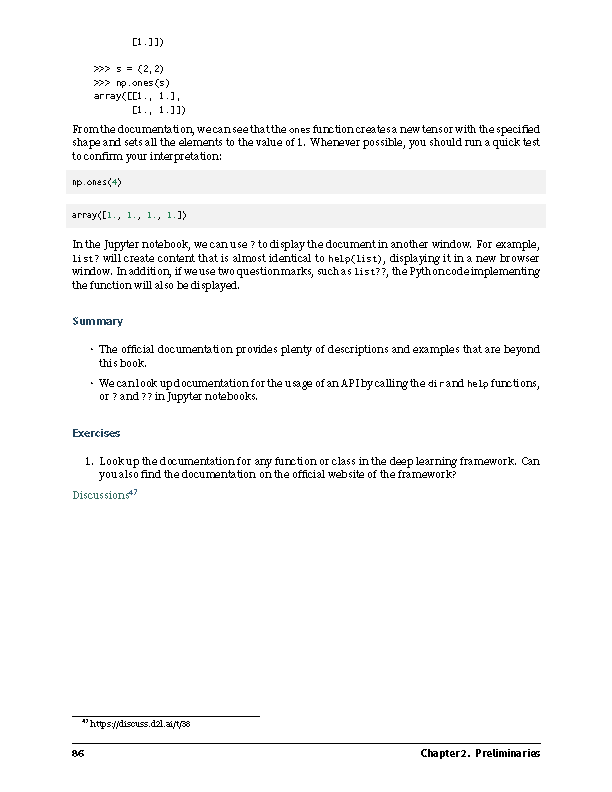 [1.]])
>>> s = (2,2)
>>> np.ones(s)
array([[1., 1.],
[1., 1.]])
From the documentation, we can see that the ones function creates a new tensor with the specified
shape and sets all the elements to the value of 1. Whenever possible, you should run a quick test
to confirm your interpretation:
np.ones(4)
array([1., 1., 1., 1.])
In the Jupyter notebook, we can use ? to display the document in another window. For example,
list? will create content that is almost identical to help(list), displaying it in a new browser
window. In addition, if we use two question marks, such as list??, the Python code implementing
the function will also be displayed.
Summary
• The official documentation provides plenty of descriptions and examples that are beyond
this book.
• We can look up documentation for the usage of an API by calling the dir and help functions,
or ? and ?? in Jupyter notebooks.
Exercises
1. Look up the documentation for any function or class in the deep learning framework. Can
you also find the documentation on the official website of the framework?
Discussions47
47 https://discuss.d2l.ai/t/38
86 Chapter 2. Preliminaries